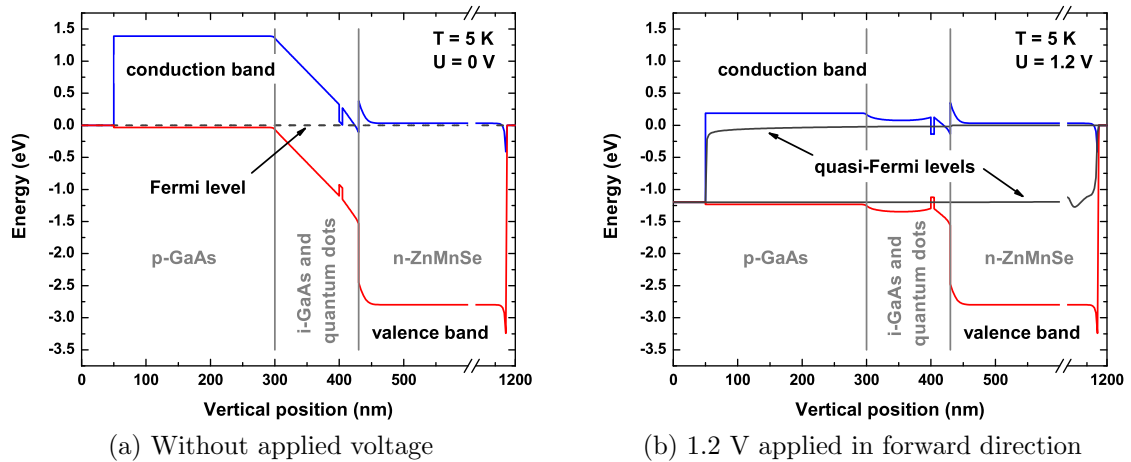 T = 5 K
U = 0 V
conduction band
Fermi level
p-GaAs
i-GaAs and
quantum dots
n-ZnMnSe
valence band
Energy (eV)
1.5
1.0
0.5
0.0
-0.5
-1.0
-1.5
-2.0
-2.5
-3.0
-3.5
0 100 200 300 400 500 1200
Vertical position (nm)
(a) Without applied voltage
T = 5 K
U = 1.2 V
conduction band
quasi-Fermi levels
p-GaAs
i-GaAs and
quantum dots
n-ZnMnSe
valence band
Energy (eV)
1.5
1.0
0.5
0.0
-0.5
-1.0
-1.5
-2.0
-2.5
-3.0
-3.5
0 100 200 300 400 500 1200
Vertical position (nm)
(b) 1.2 V applied in forward direction